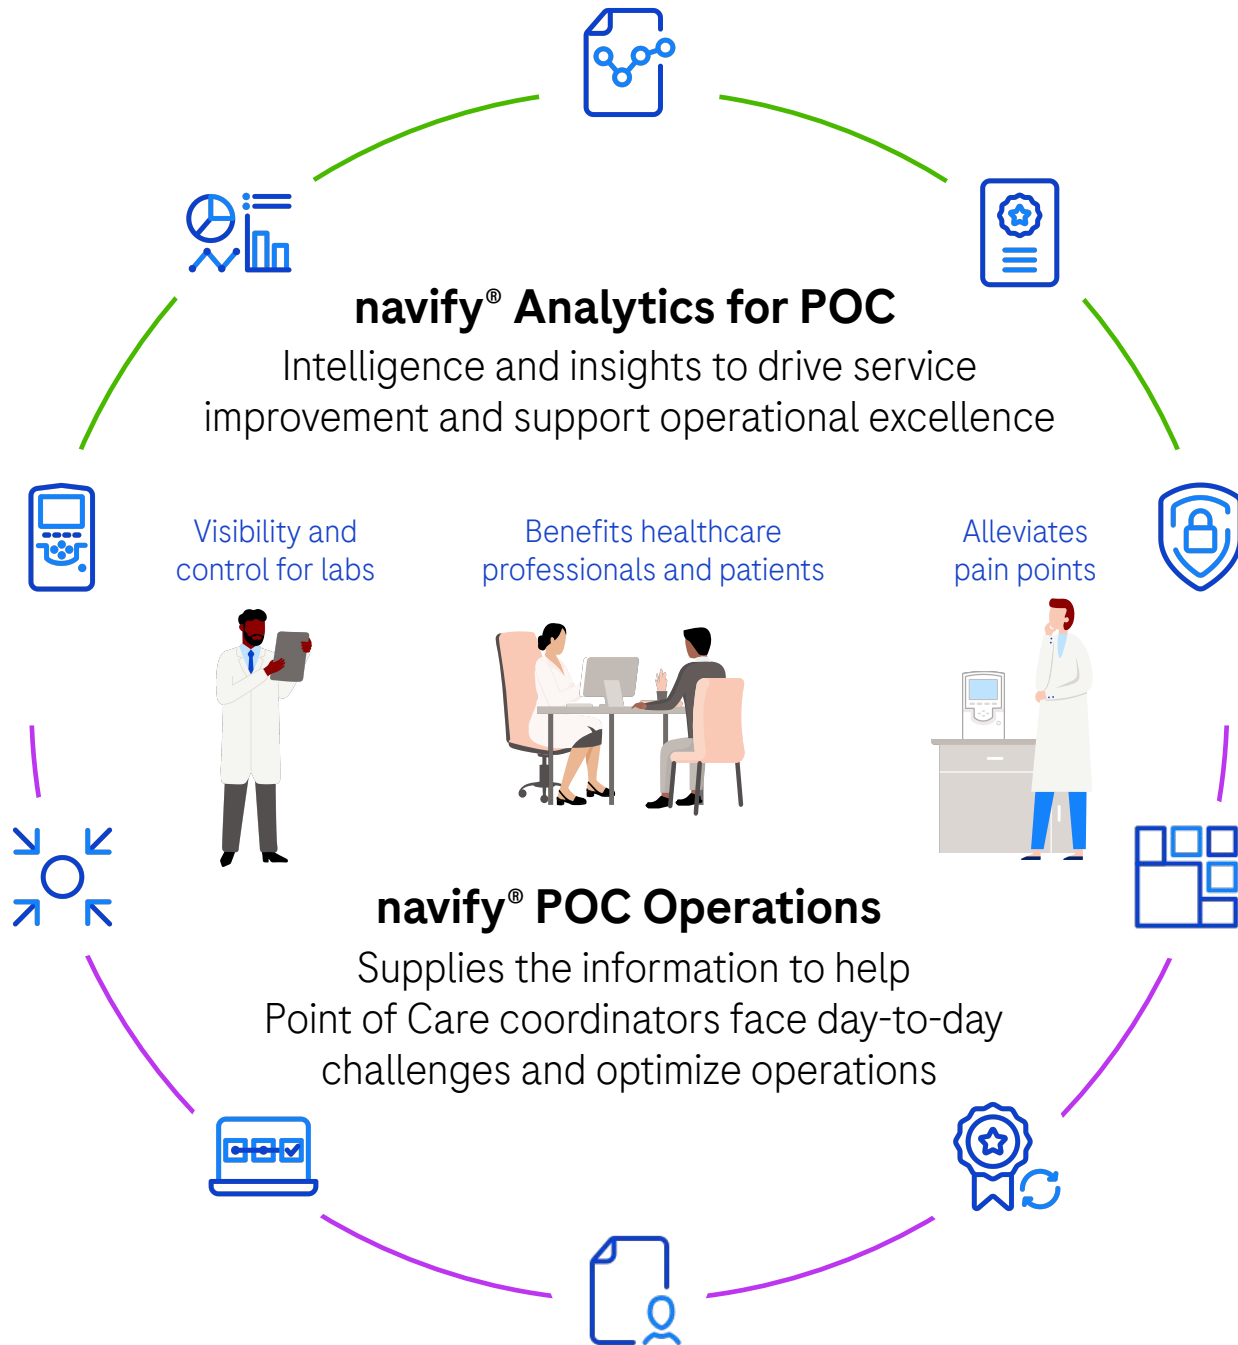 navify® Analytics for POC
Intelligence and insights to drive service
improvement and support operational excellence
Visibility and
control for labs
Benefits healthcare
professionals and patients
Alleviates
pain points
navify® POC Operations
Supplies the information to help
Point of Care coordinators face day-to-day
challenges and optimize operations